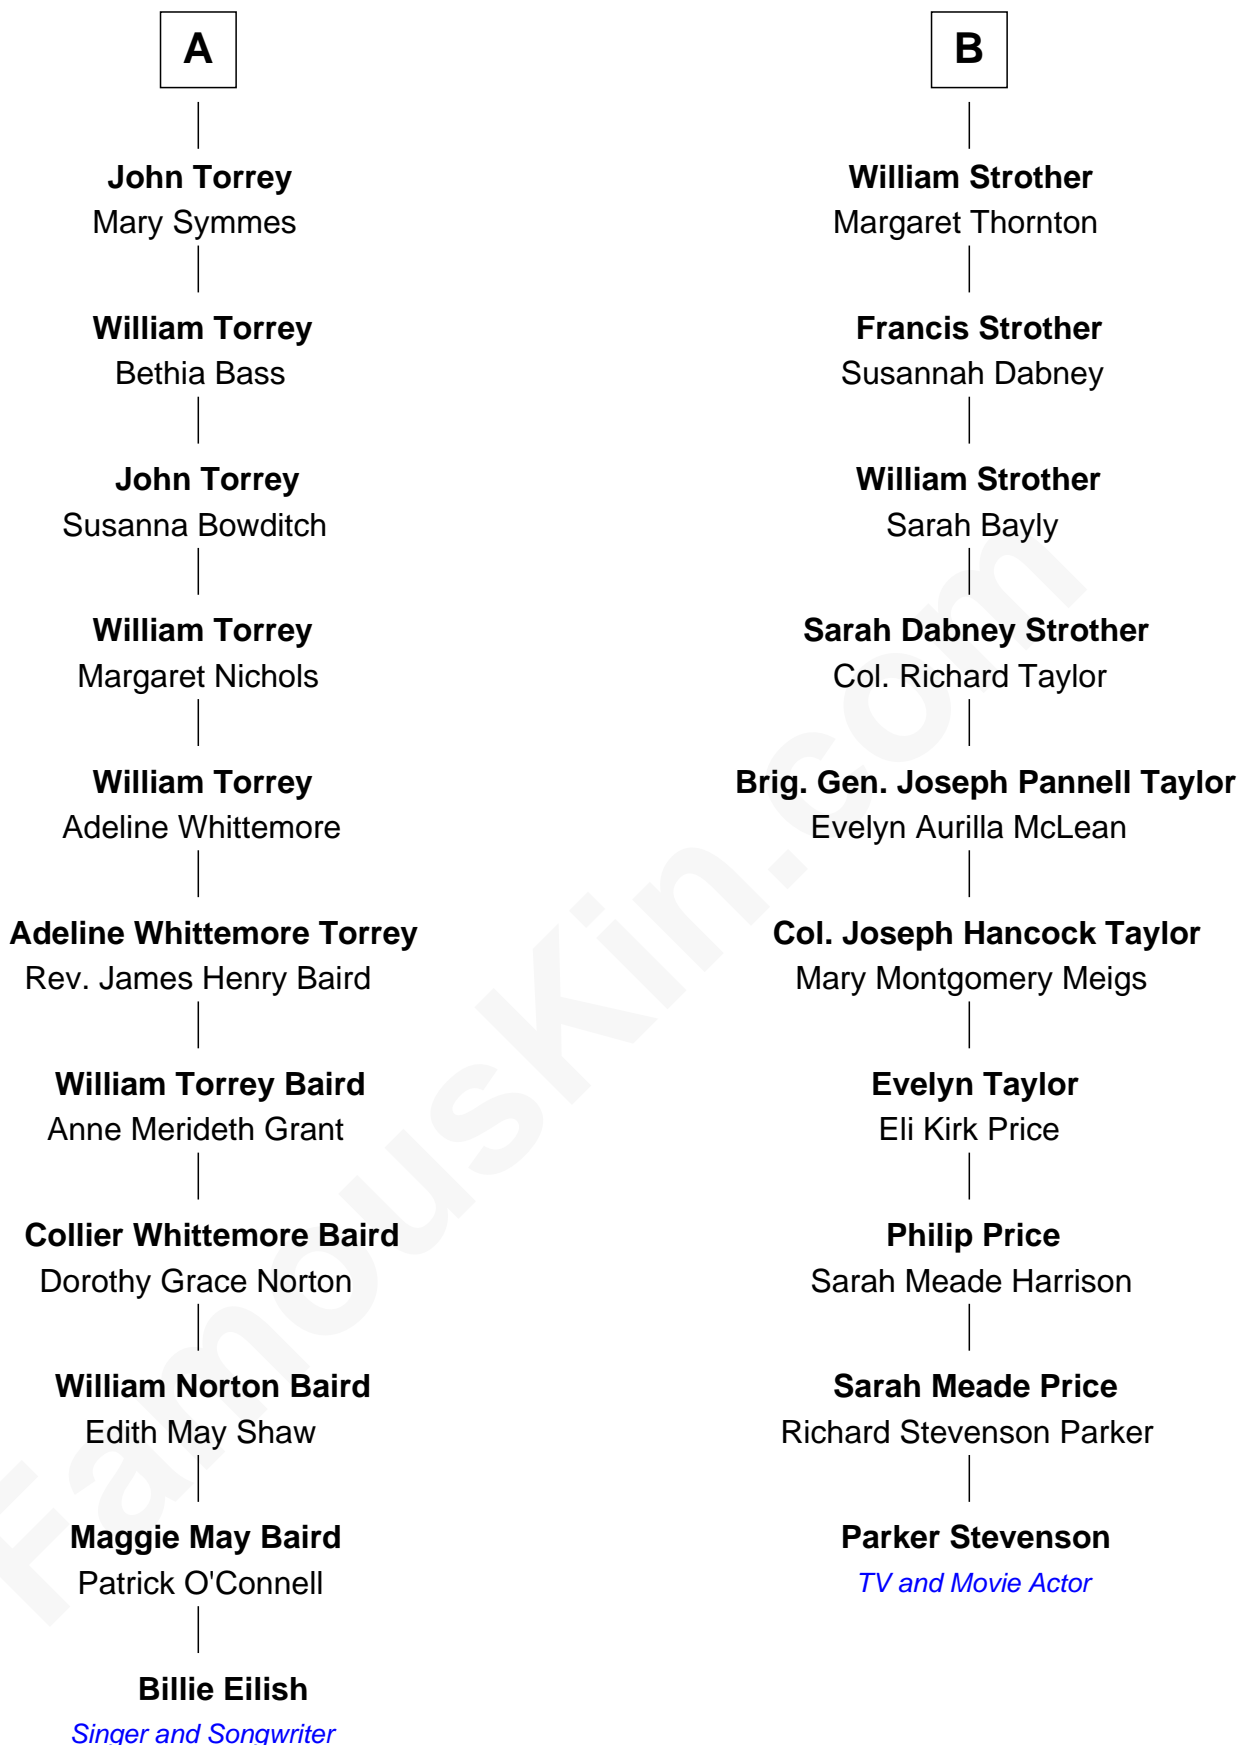 A
John Torrey
Mary Symmes
William Torrey
Bethia Bass
John Torrey
Susanna Bowditch
William Torrey
Margaret Nichols
William Torrey
Adeline Whittemore
Adeline Whittemore Torrey
Rev. James Henry Baird
William Torrey Baird
Anne Merideth Grant
Collier Whittemore Baird
Dorothy Grace Norton
William Norton Baird
Edith May Shaw
Maggie May Baird
Patrick O'Connell
Billie Eilish
Singer and Songwriter
B
William Strother
Margaret Thornton
Francis Strother
Susannah Dabney
William Strother
Sarah Bayly
Sarah Dabney Strother
Col. Richard Taylor
Brig. Gen. Joseph Pannell Taylor
Evelyn Aurilla McLean
Col. Joseph Hancock Taylor
Mary Montgomery Meigs
Evelyn Taylor
Eli Kirk Price
Philip Price
Sarah Meade Harrison
Sarah Meade Price
Richard Stevenson Parker
Parker Stevenson
TV and Movie Actor
FamousKin.com